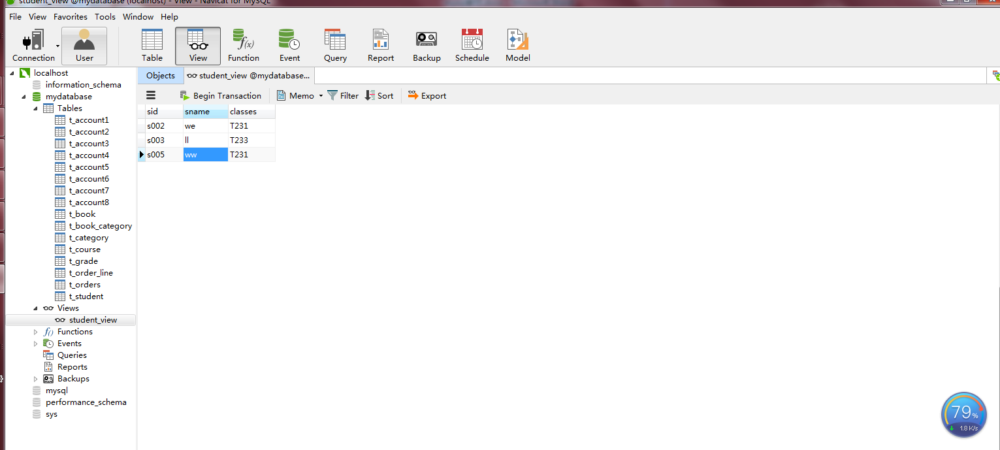 student_view @mydatabase (localhost) - View - Navicat for MySQL
File View Favorites Tools Window Help
Connection User Table View Function Event Query Report Backup Schedule Model
f(x)
localhost
information_schema
mydatabase
Tables
t_account1
t_account2
t_account3
t_account4
t_account5
t_account6
t_account7
t_account8
t_book
t_book_category
t_category
t_course
t_grade
t_order_line
t_orders
t_student
Views
student_view
f() Functions
Events
Queries
Reports
Backups
mysql
performance_schema
sys
Objects student_view @mydatabase...
Begin Transaction Memo Filter Sort Export
sid sname classes
s002 we T231
s003 ll T233
s005 ww T231
79%
1.8 K/s